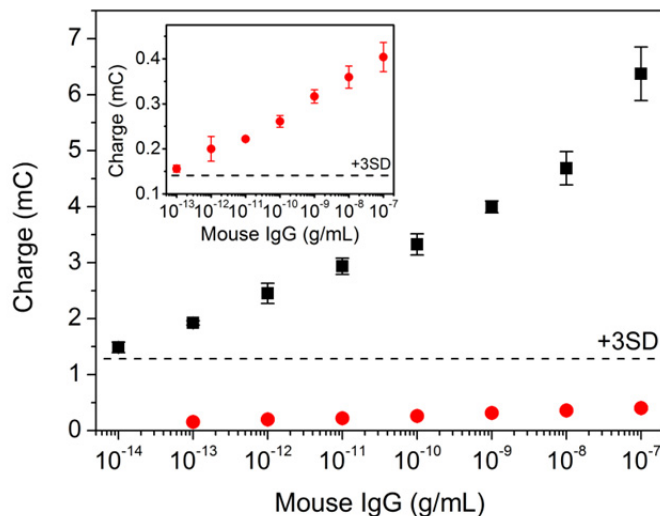 7
6
5
4
3
2
1
0
Charge (mC)
0.4
0.3
0.2
0.1
Charge (mC)
+3SD
10⁻¹³ 10⁻¹² 10⁻¹¹ 10⁻¹⁰ 10⁻⁹ 10⁻⁸ 10⁻⁷
Mouse IgG (g/mL)
+3SD
10⁻¹⁴ 10⁻¹³ 10⁻¹² 10⁻¹¹ 10⁻¹⁰ 10⁻⁹ 10⁻⁸ 10⁻⁷
Mouse IgG (g/mL)